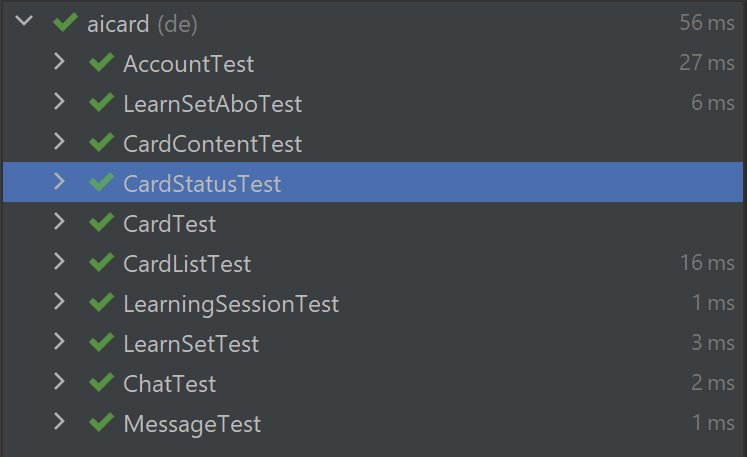 aicard (de) 56 ms
AccountTest 27 ms
LearnSetAboTest 6 ms
CardContentTest
CardStatusTest
CardTest
CardListTest 16 ms
LearningSessionTest 1 ms
LearnSetTest 3 ms
ChatTest 2 ms
MessageTest 1 ms